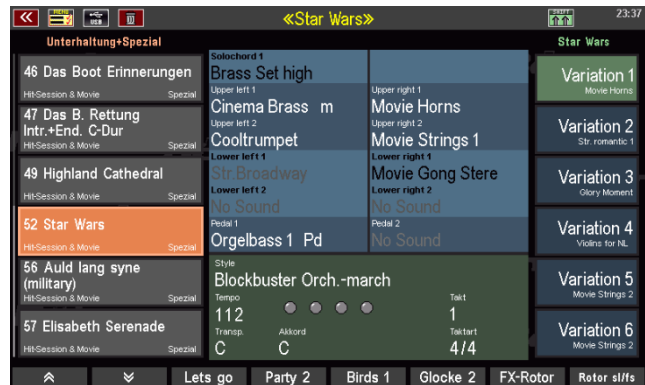 MENU
USB
«Star Wars»
SHIFT
23:37
Unterhaltung+Spezial
Star Wars
46 Das Boot Erinnerungen
Hit-Session & Movie Spezial
47 Das B. Rettung
Intr.+End. C-Dur
Hit-Session & Movie Spezial
49 Highland Cathedral
Hit-Session & Movie Spezial
52 Star Wars
Hit-Session & Movie Spezial
56 Auld lang syne
(military)
Hit-Session & Movie Spezial
57 Elisabeth Serenade
Hit-Session & Movie Spezial
Solochord 1
Brass Set high
Upper left 1 Upper right 1
Cinema Brass m Movie Horns
Upper left 2 Upper right 2
Cooltrumpet Movie Strings 1
Lower left 1 Lower right 1
Str.Broadway Movie Gong Stere
Lower left 2 Lower right 2
No Sound No Sound
Pedal 1 Pedal 2
Orgelbass 1 Pd No Sound
Style
Blockbuster Orch.-march
Tempo Takt
112 1
Transp. Akkord Taktart
C C 4/4
Variation 1
Movie Horns
Variation 2
Str. romantic 1
Variation 3
Glory Moment
Variation 4
Violins for NL
Variation 5
Movie Strings 2
Variation 6
Movie Strings 2
Lets go Party 2 Birds 1 Glocke 2 FX-Rotor Rotor sl/fs